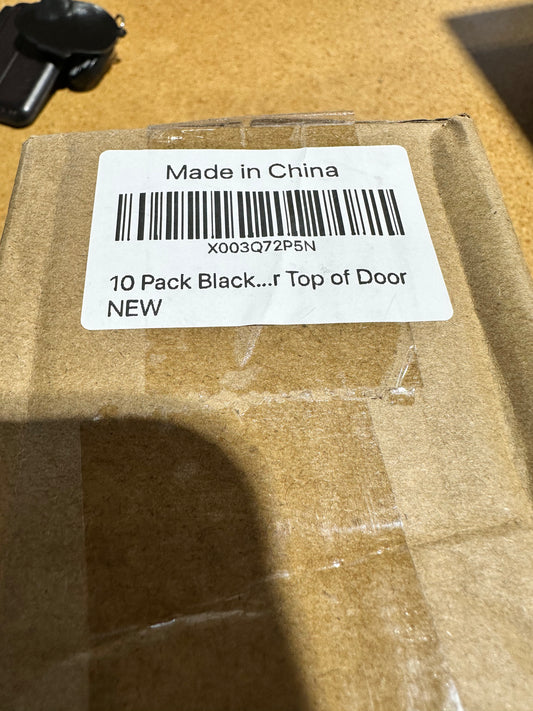 Made in China
X003Q72P5N
10 Pack Black...r Top of Door
NEW